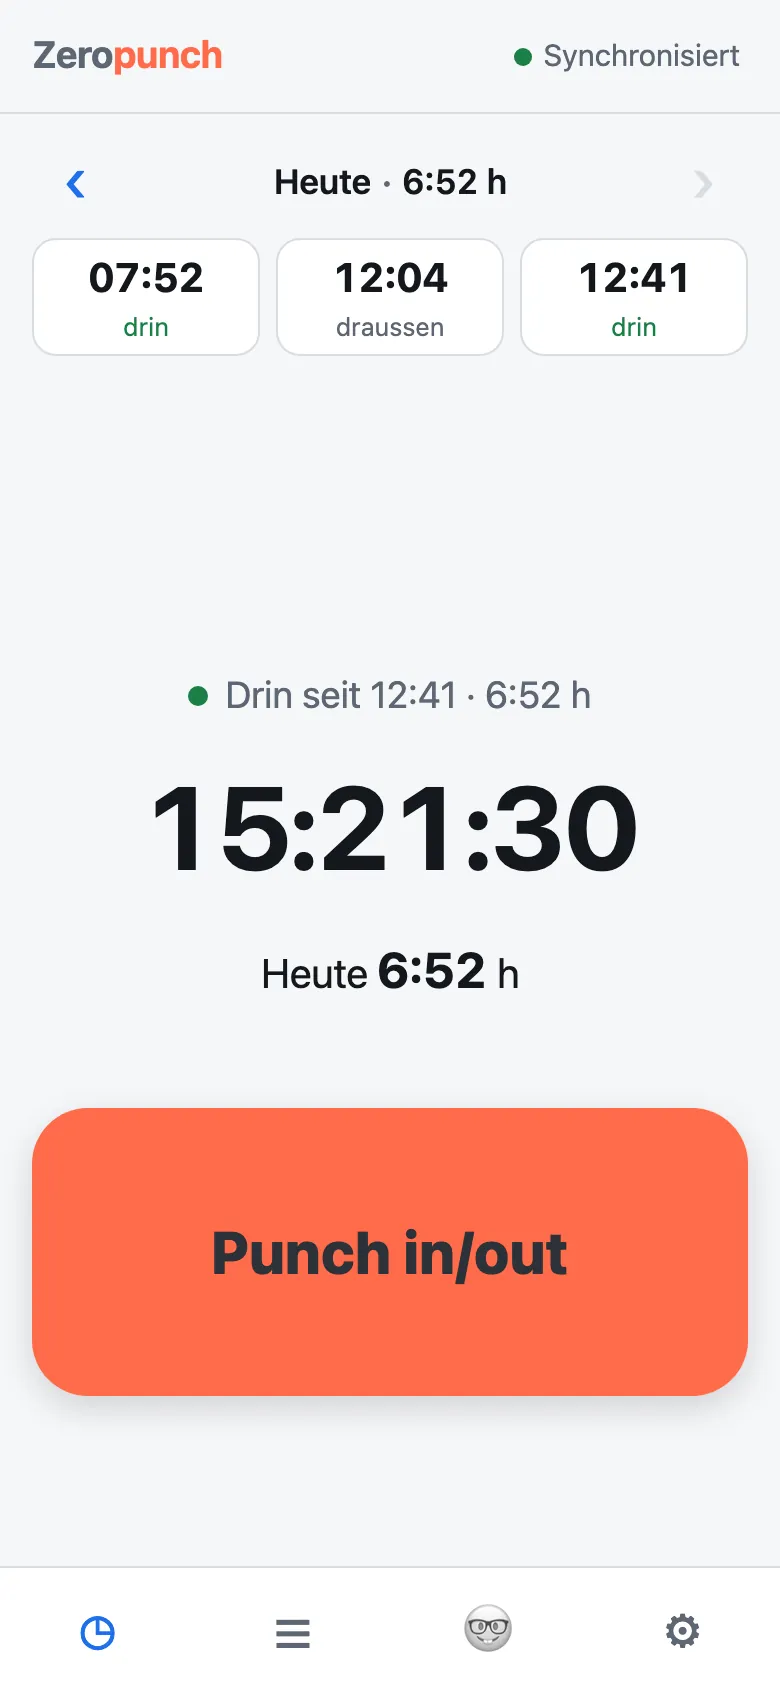 Zeropunch
Synchronisiert
Heute · 6:52 h
07:52
drin
12:04
draussen
12:41
drin
Drin seit 12:41 · 6:52 h
15:21:30
Heute 6:52 h
Punch in/out